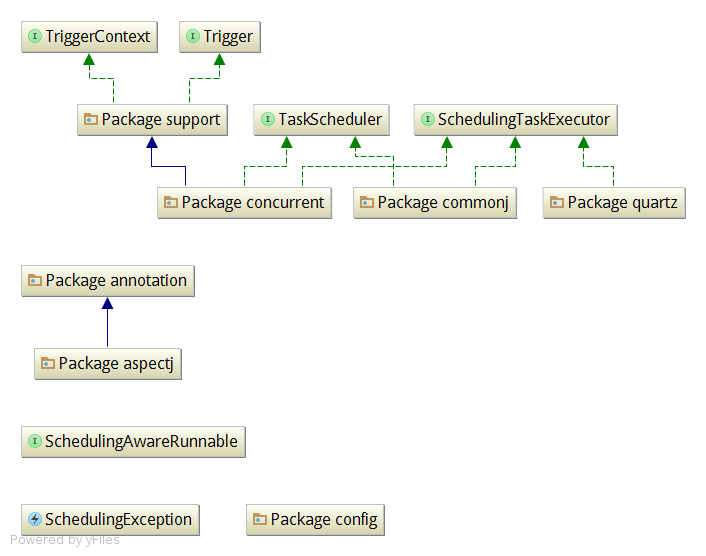 TriggerContext
Trigger
Package support
TaskScheduler
SchedulingTaskExecutor
Package concurrent
Package commonj
Package quartz
Package annotation
Package aspectj
SchedulingAwareRunnable
SchedulingException
Package config
Powered by yFiles